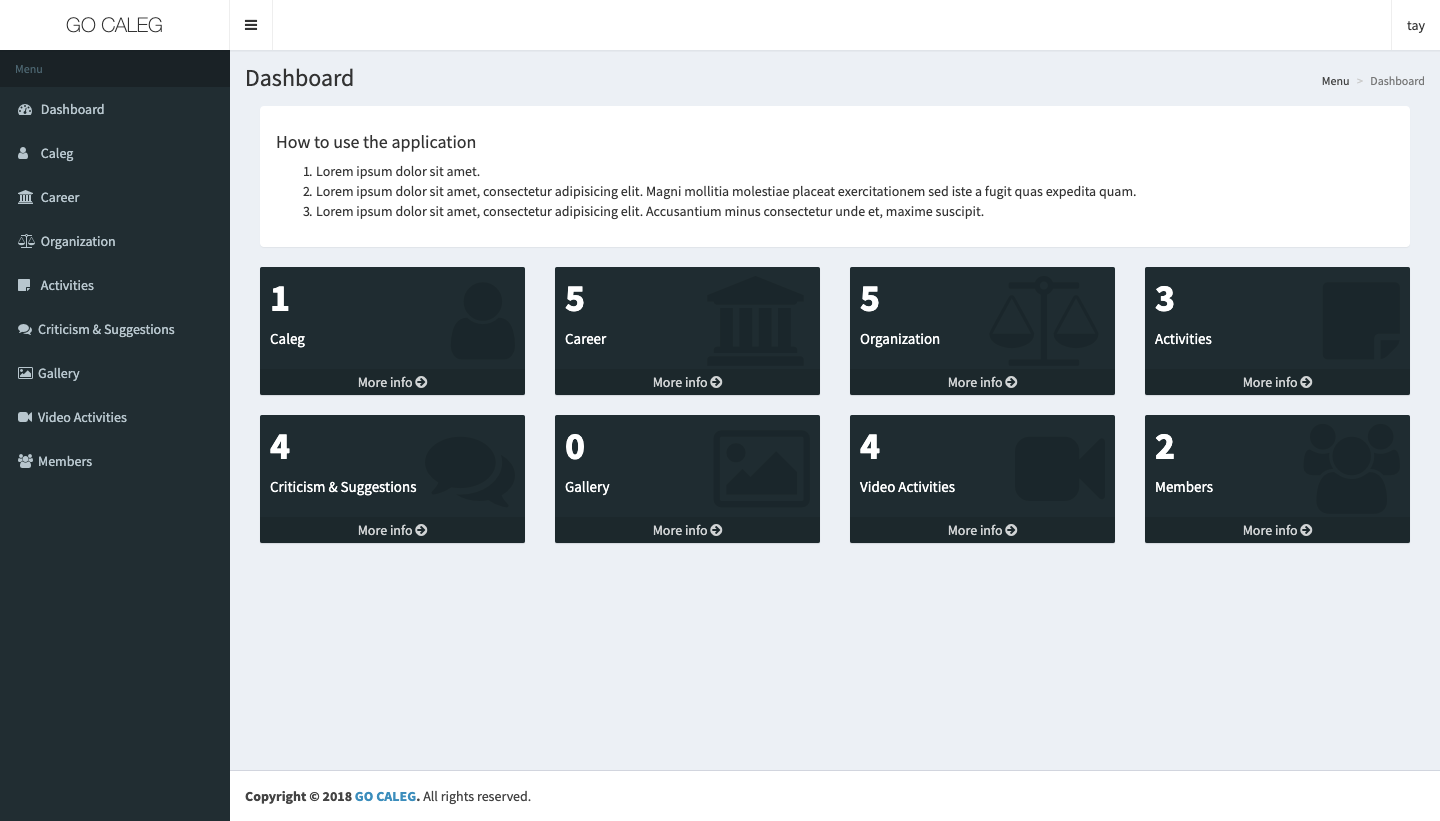 GO CALEG
tay
Menu
Dashboard
Caleg
Career
Organization
Activities
Criticism & Suggestions
Gallery
Video Activities
Members
Dashboard
Menu > Dashboard
How to use the application
1. Lorem ipsum dolor sit amet.
2. Lorem ipsum dolor sit amet, consectetur adipisicing elit. Magni mollitia molestiae placeat exercitationem sed iste a fugit quas expedita quam.
3. Lorem ipsum dolor sit amet, consectetur adipisicing elit. Accusantium minus consectetur unde et, maxime suscipit.
1
Caleg
More info
5
Career
More info
5
Organization
More info
3
Activities
More info
4
Criticism & Suggestions
More info
0
Gallery
More info
4
Video Activities
More info
2
Members
More info
Copyright © 2018 GO CALEG. All rights reserved.